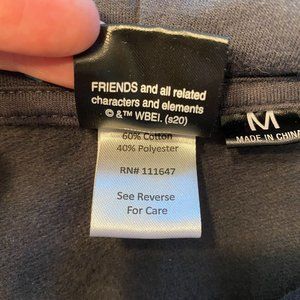 FRIENDS and all related
characters and elements
© &™ WBEI. (s20)
M
MADE IN CHINA
60% Cotton
40% Polyester
RN# 111647
See Reverse
For Care